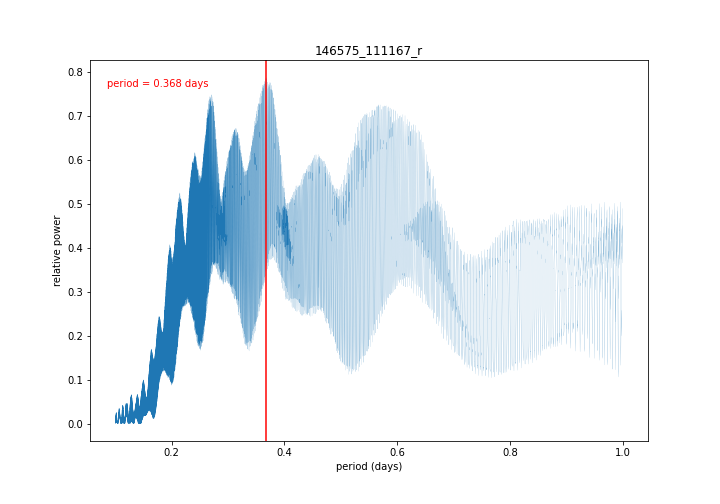 146575_111167_r
period = 0.368 days
relative power
0.8
0.7
0.6
0.5
0.4
0.3
0.2
0.1
0.0
0.2 0.4 0.6 0.8 1.0
period (days)